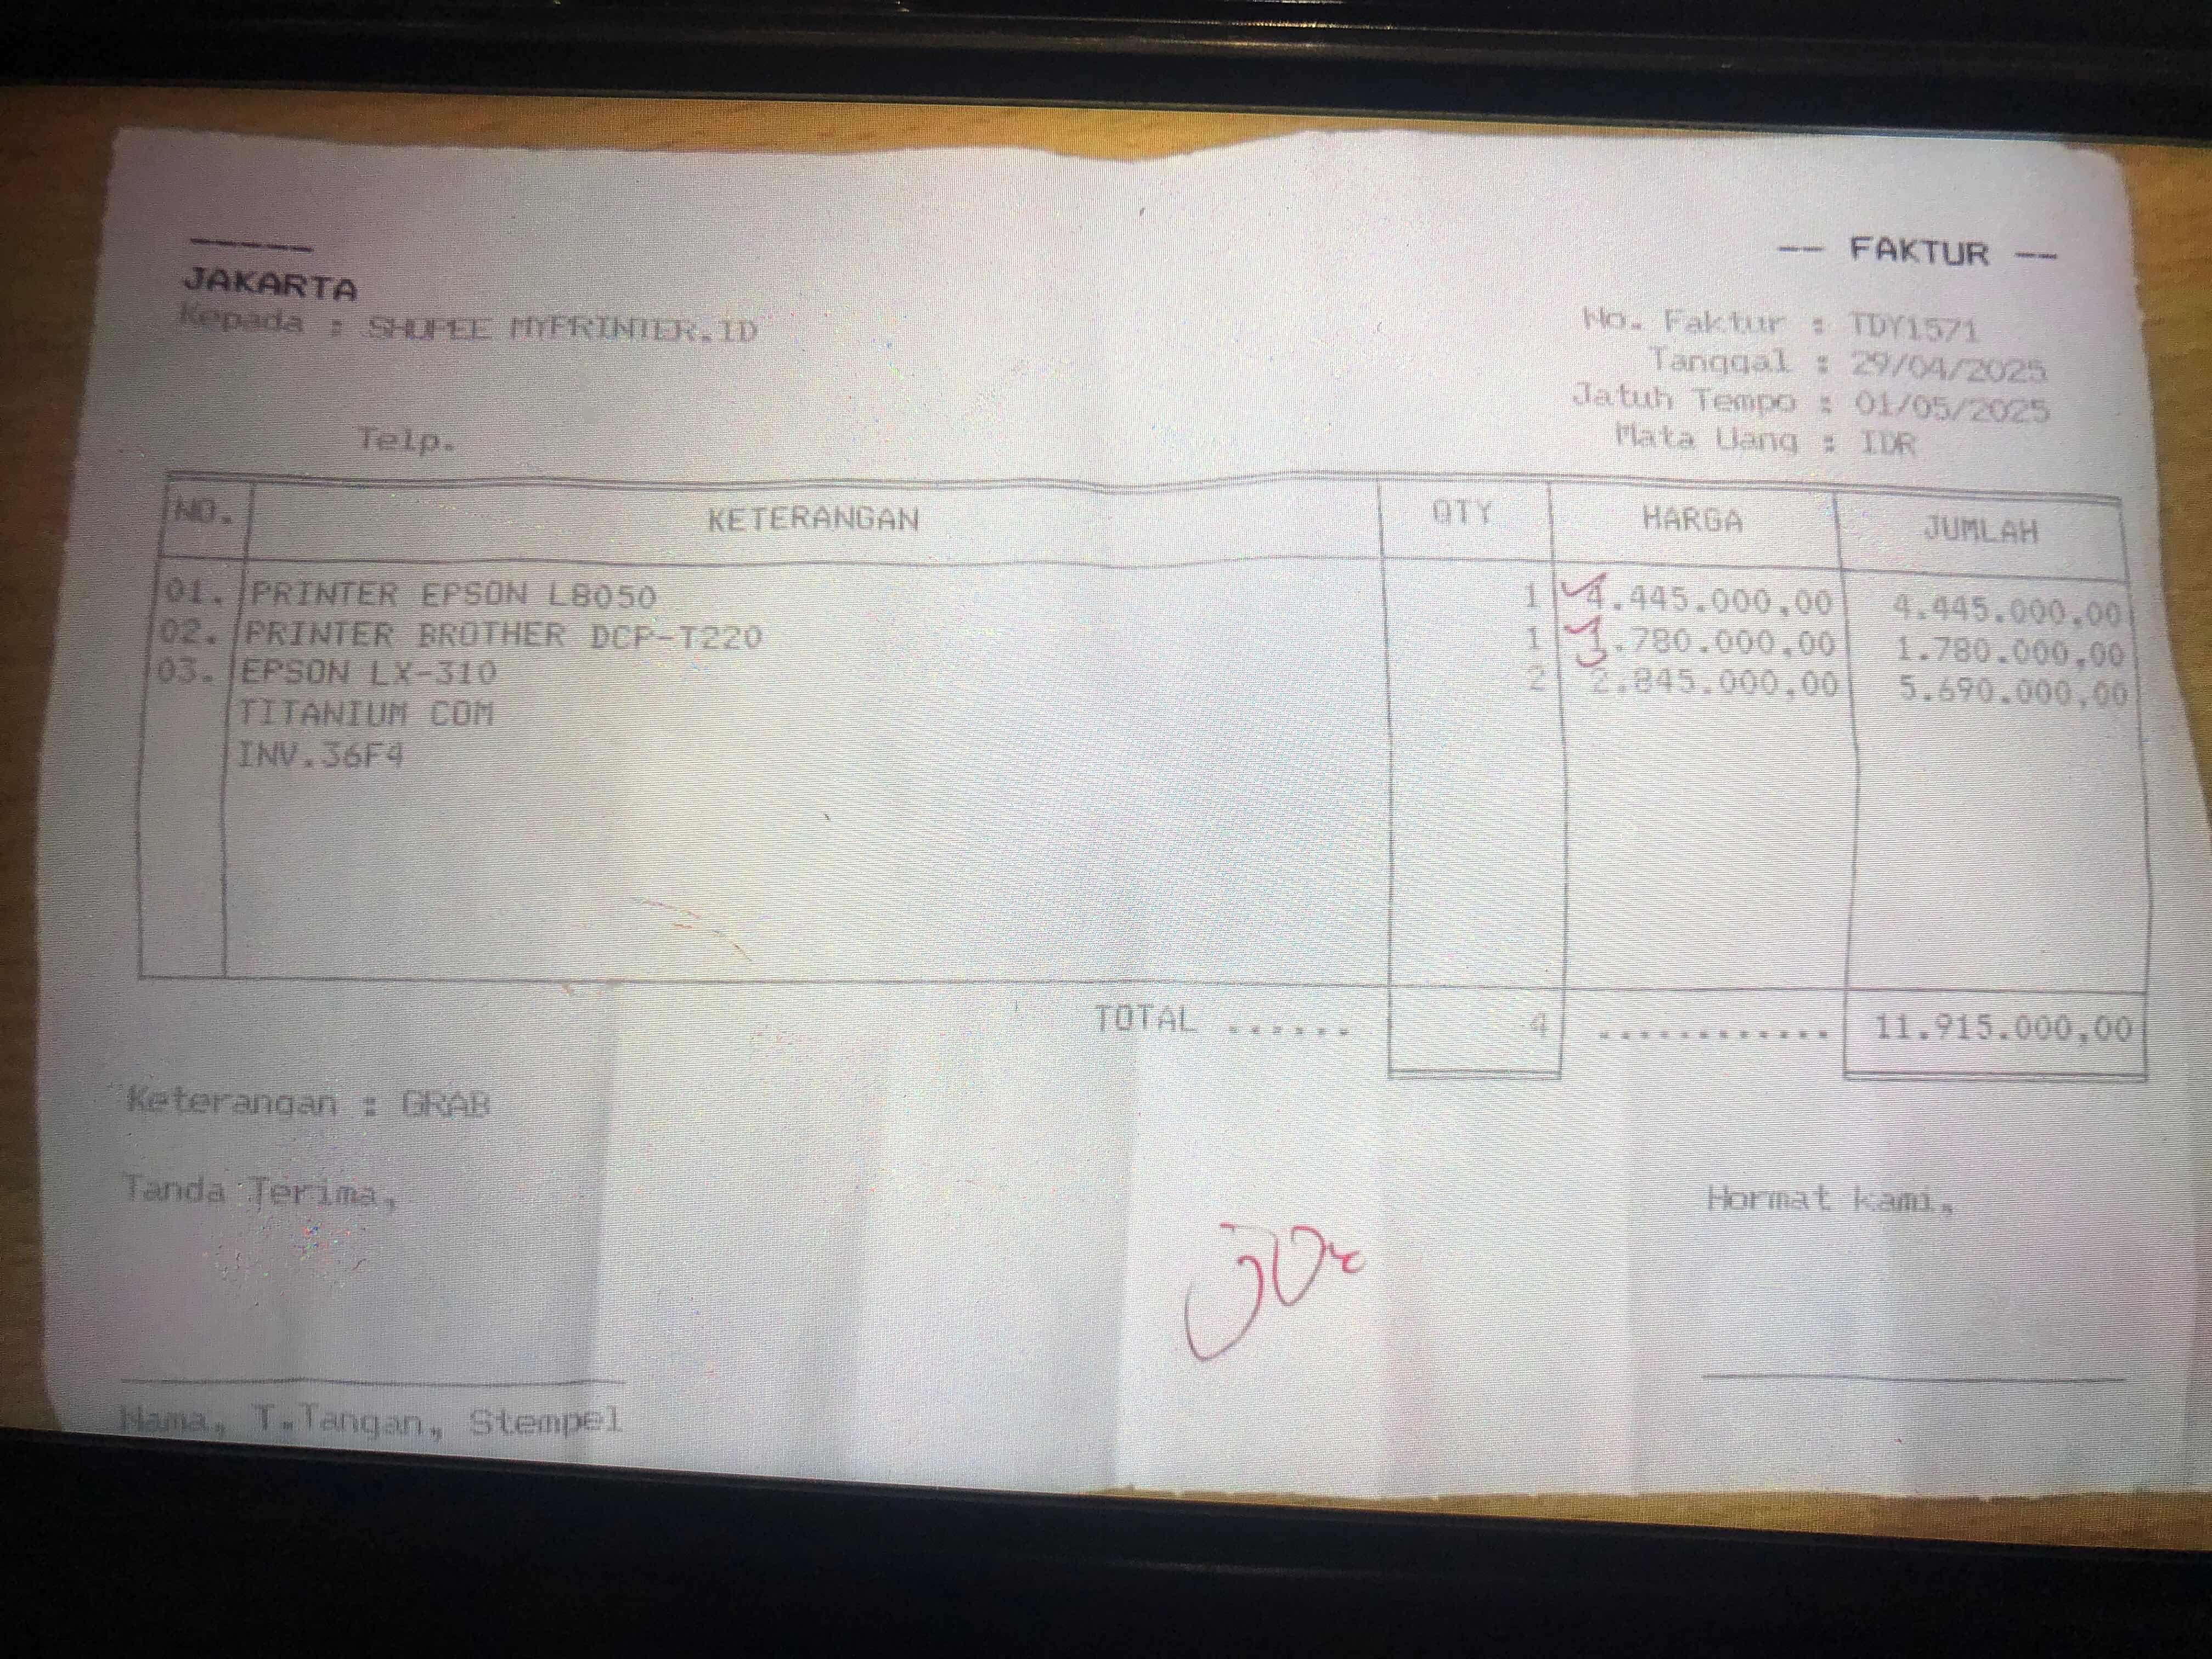 -----
-- FAKTUR --
JAKARTA
Kepada : SHOPEE MYPRINTER.ID
No. Faktur : TDY1571
Tanggal : 29/04/2025
Jatuh Tempo : 01/05/2025
Telp.
Mata Uang : IDR
NO. KETERANGAN QTY HARGA JUMLAH
01. PRINTER EPSON L8050 1 4.445.000,00 4.445.000,00
02. PRINTER BROTHER DCP-T220 1 1.780.000,00 1.780.000,00
03. EPSON LX-310 2 2.845.000,00 5.690.000,00
TITANIUM COM
INV.36F4
TOTAL ...... 4 ............ 11.915.000,00
Keterangan : GRAB
Tanda Terima,
Hormat kami,
Nama, T.Tangan, Stempel